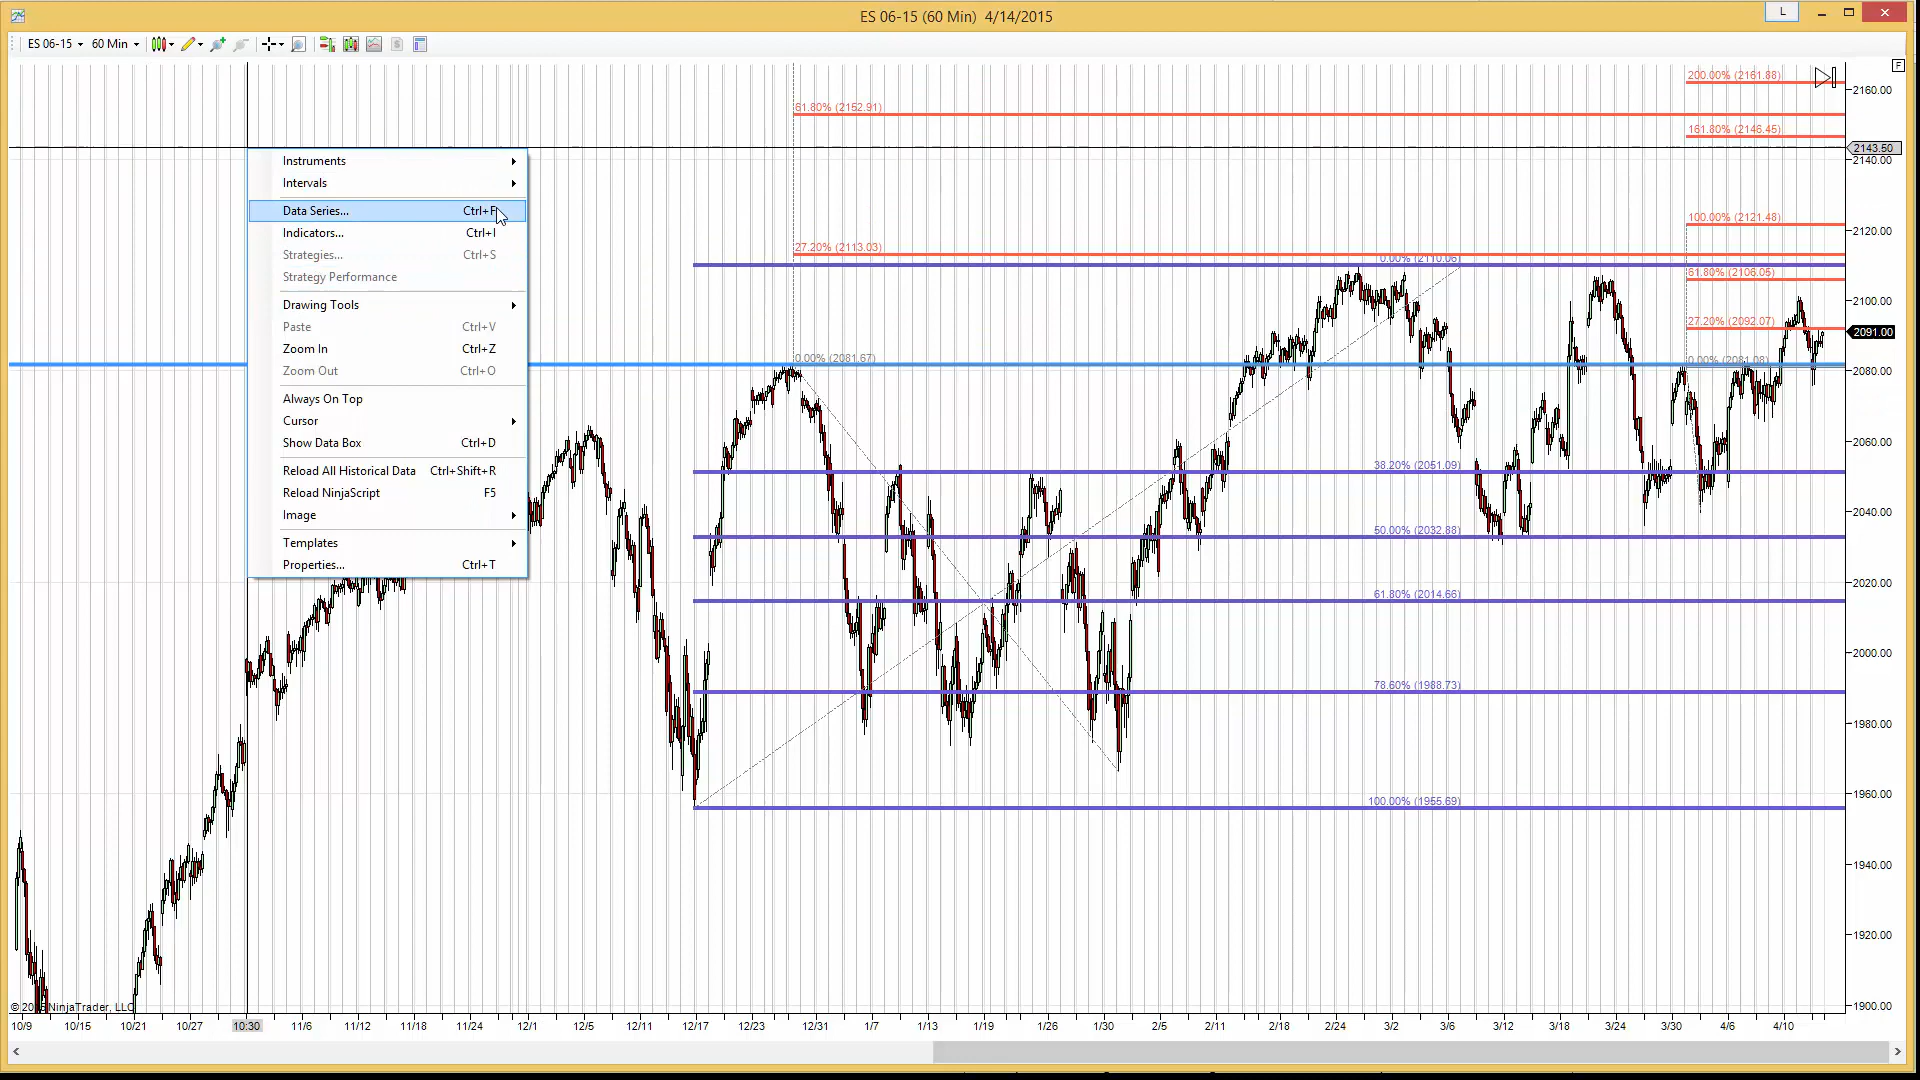 ES 06-15 (60 Min) 4/14/2015
L
ES 06-15
60 Min
F
200.00% (2161.88)
2160.00
61.80% (2152.91)
161.80% (2146.45)
2143.50
2140.00
Instruments
Intervals
Data Series... Ctrl+F
Indicators... Ctrl+I
Strategies... Ctrl+S
Strategy Performance
Drawing Tools
Paste Ctrl+V
Zoom In Ctrl+Z
Zoom Out Ctrl+O
Always On Top
Cursor
Show Data Box Ctrl+D
Reload All Historical Data Ctrl+Shift+R
Reload NinjaScript F5
Image
Templates
Properties... Ctrl+T
100.00% (2121.48)
2120.00
27.20% (2113.03)
0.00% (2110.06)
61.80% (2106.05)
2100.00
27.20% (2092.07)
2091.00
0.00% (2081.67)
0.00% (2081.08)
2080.00
2060.00
38.20% (2051.09)
2040.00
50.00% (2032.88)
2020.00
61.80% (2014.66)
2000.00
78.60% (1988.73)
1980.00
1960.00
100.00% (1955.69)
1940.00
1920.00
1900.00
NinjaTrader, LLC
10/9 10/15 10/21 10/27 10:30 11/6 11/12 11/18 11/24 12/1 12/5 12/11 12/17 12/23 12/31 1/7 1/13 1/19 1/26 1/30 2/5 2/11 2/18 2/24 3/2 3/6 3/12 3/18 3/24 3/30 4/6 4/10